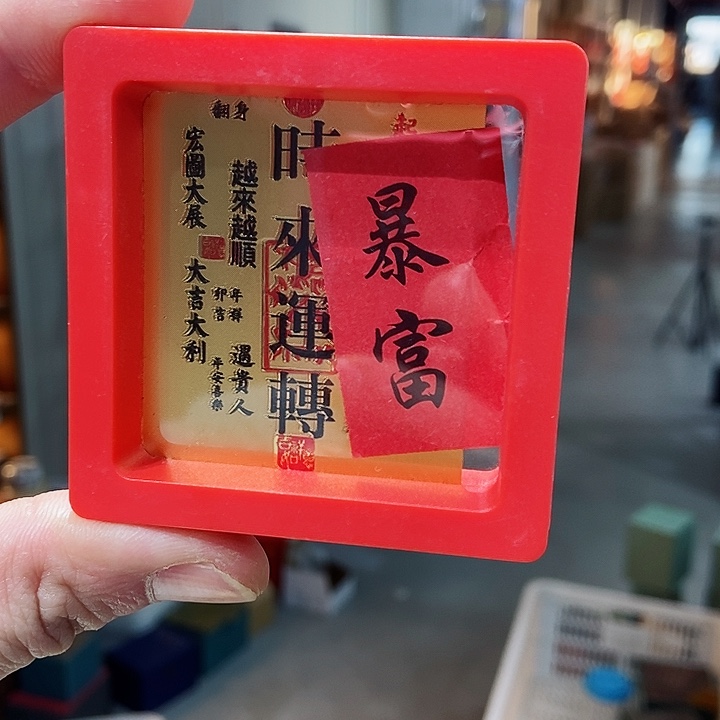 暴富
起
時來運轉
翻身
越來越順
遇貴人
平安喜樂
宏圖大展
大吉大利